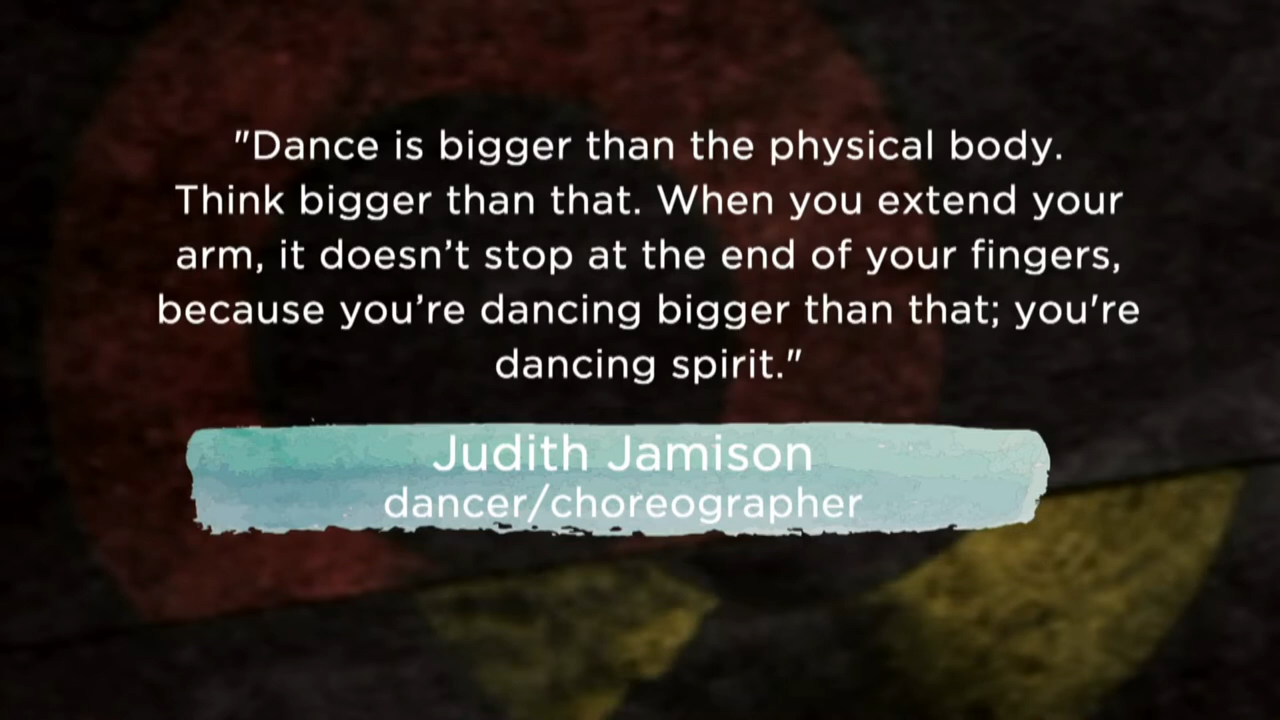 "Dance is bigger than the physical body.
Think bigger than that. When you extend your
arm, it doesn’t stop at the end of your fingers,
because you’re dancing bigger than that; you're
dancing spirit."
Judith Jamison
dancer/choreographer